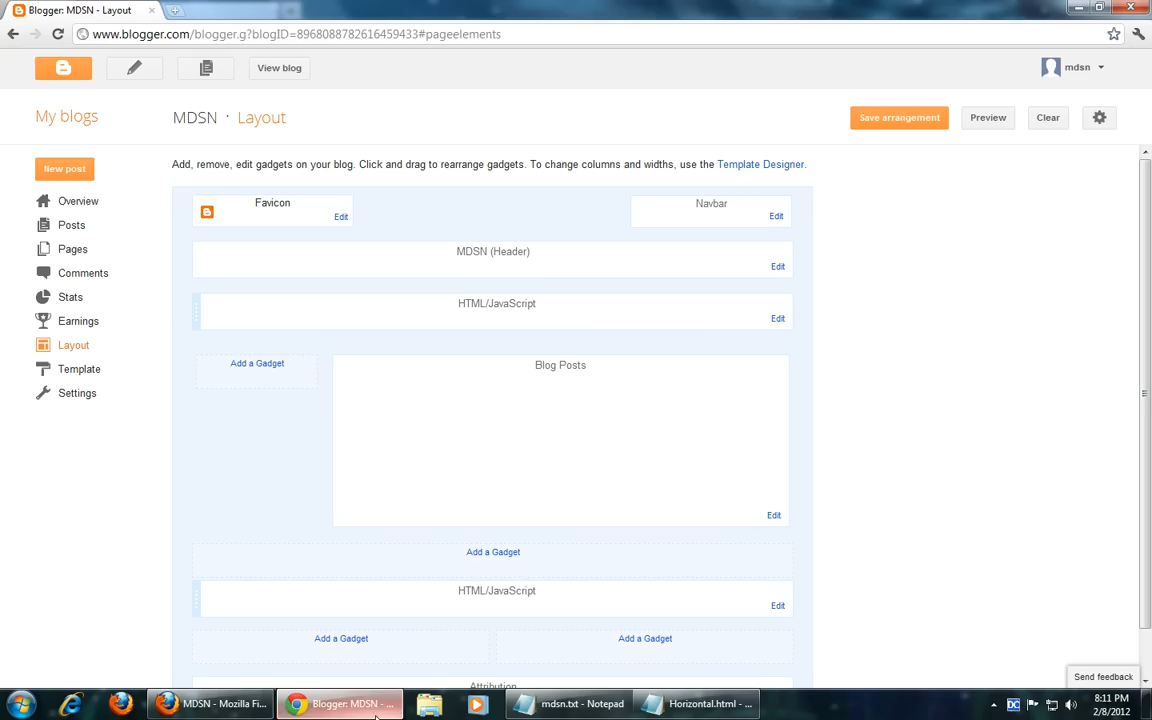 Blogger: MDSN - Layout
www.blogger.com/blogger.g?blogID=8968088782616459433#pageelements
View blog
mdsn
My blogs
MDSN · Layout
Save arrangement
Preview
Clear
New post
Add, remove, edit gadgets on your blog. Click and drag to rearrange gadgets. To change columns and widths, use the Template Designer.
Overview
Posts
Pages
Comments
Stats
Earnings
Layout
Template
Settings
Favicon
Edit
Navbar
Edit
MDSN (Header)
Edit
HTML/JavaScript
Edit
Add a Gadget
Blog Posts
Edit
Add a Gadget
HTML/JavaScript
Edit
Add a Gadget
Add a Gadget
Attribution
Send feedback
MDSN - Mozilla Fi...
Blogger: MDSN - ...
mdsn.txt - Notepad
Horizontal.html - ...
DC
8:11 PM
2/8/2012